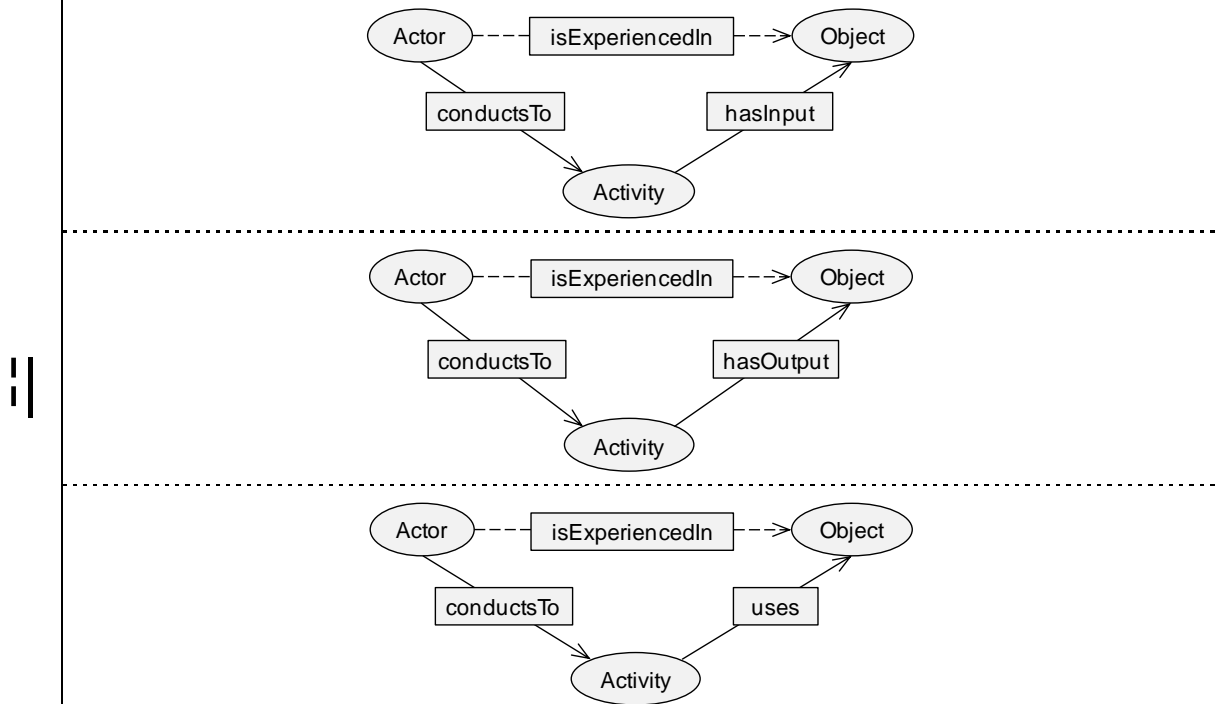 Actor isExperiencedIn Object
conductsTo hasInput
Activity
Actor isExperiencedIn Object
conductsTo hasOutput
Activity
Actor isExperiencedIn Object
conductsTo uses
Activity